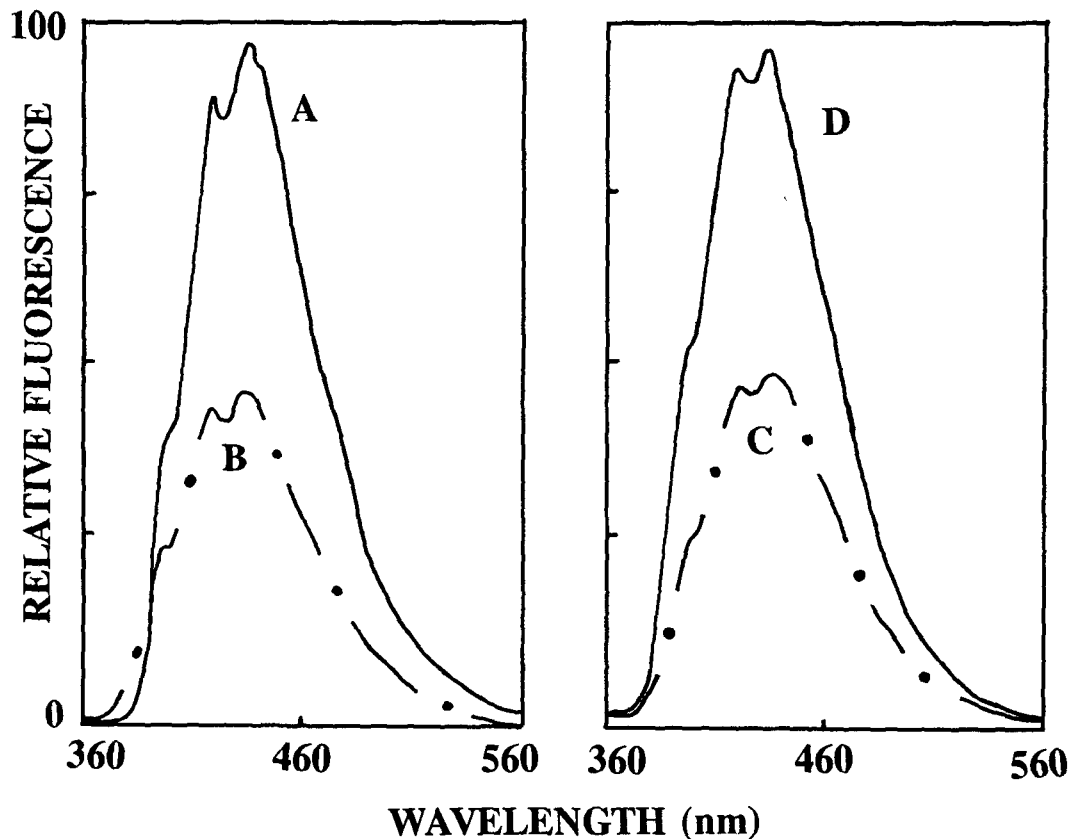 100
A
D
RELATIVE FLUORESCENCE
B
C
0
360
460
560
360
460
560
WAVELENGTH (nm)